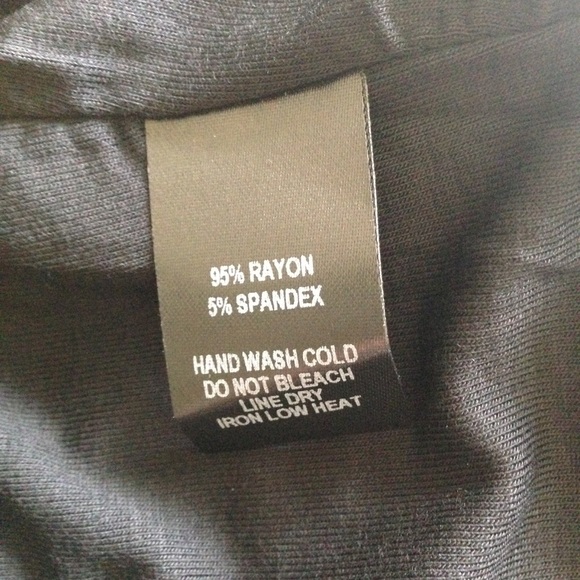 95% RAYON
5% SPANDEX
HAND WASH COLD
DO NOT BLEACH
LINE DRY
IRON LOW HEAT